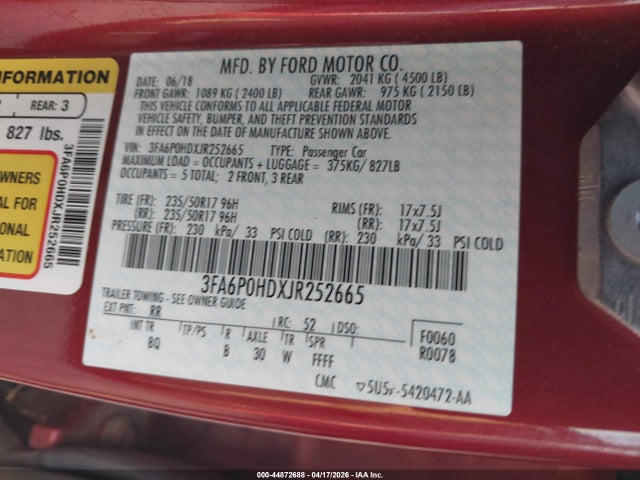 MFD. BY FORD MOTOR CO.
DATE: 06/18 GVWR: 2041 KG ( 4500 LB)
FRONT GAWR: 1089 KG ( 2400 LB) REAR GAWR: 975 KG ( 2150 LB)
THIS VEHICLE CONFORMS TO ALL APPLICABLE FEDERAL MOTOR
VEHICLE SAFETY, BUMPER, AND THEFT PREVENTION STANDARDS
IN EFFECT ON THE DATE OF MANUFACTURE SHOWN ABOVE.
VIN: 3FA6P0HDXJR252665 TYPE: Passenger Car
MAXIMUM LOAD = OCCUPANTS + LUGGAGE = 375KG/ 827LB
OCCUPANTS = 5 TOTAL; 2 FRONT, 3 REAR
TIRE (FR): 235/50R17 96H RIMS (FR): 17x7.5J
(RR): 235/50R17 96H (RR): 17x7.5J
PRESSURE (FR): 230 kPa/ 33 PSI COLD (RR): 230 kPa/ 33 PSI COLD
3FA6P0HDXJR252665
TRAILER TOWING - SEE OWNER GUIDE
EXT PNT: RR RC: 52 DSO: F0060
INT TR TP/PS R AXLE TR SPR R0078
BQ B 30 W FFFF
CMC 5U5 -5420472-AA
INFORMATION
REAR: 3
827 lbs.
OWNERS
AL FOR
ONAL
3FA6P0HDXJR252665
000-44872688 - 04/17/2026 - IAA Inc.